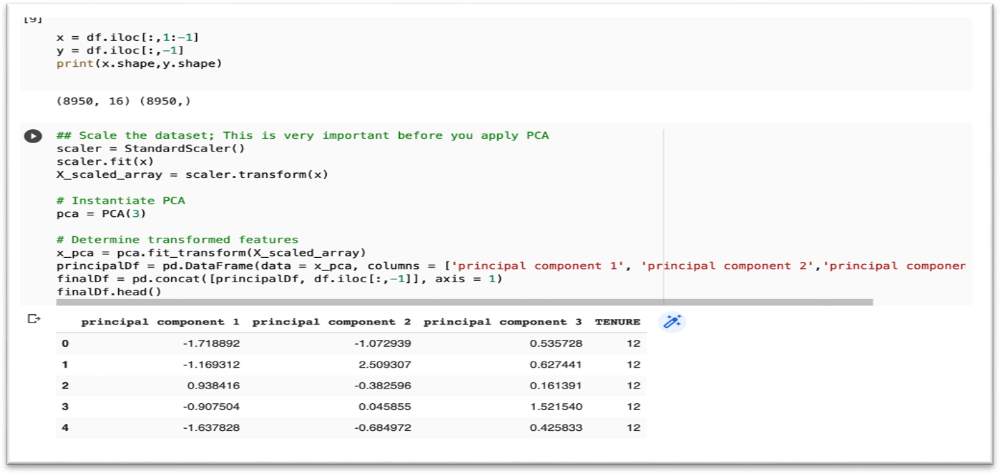 [9]
x = df.iloc[:,1:-1]
y = df.iloc[:,-1]
print(x.shape,y.shape)
(8950, 16) (8950,)
## Scale the dataset; This is very important before you apply PCA
scaler = StandardScaler()
scaler.fit(x)
X_scaled_array = scaler.transform(x)
# Instantiate PCA
pca = PCA(3)
# Determine transformed features
x_pca = pca.fit_transform(X_scaled_array)
principalDf = pd.DataFrame(data = x_pca, columns = ['principal component 1', 'principal component 2','principal componen
finalDf = pd.concat([principalDf, df.iloc[:,-1]], axis = 1)
finalDf.head()
principal component 1 principal component 2 principal component 3 TENURE
0 -1.718892 -1.072939 0.535728 12
1 -1.169312 2.509307 0.627441 12
2 0.938416 -0.382596 0.161391 12
3 -0.907504 0.045855 1.521540 12
4 -1.637828 -0.684972 0.425833 12